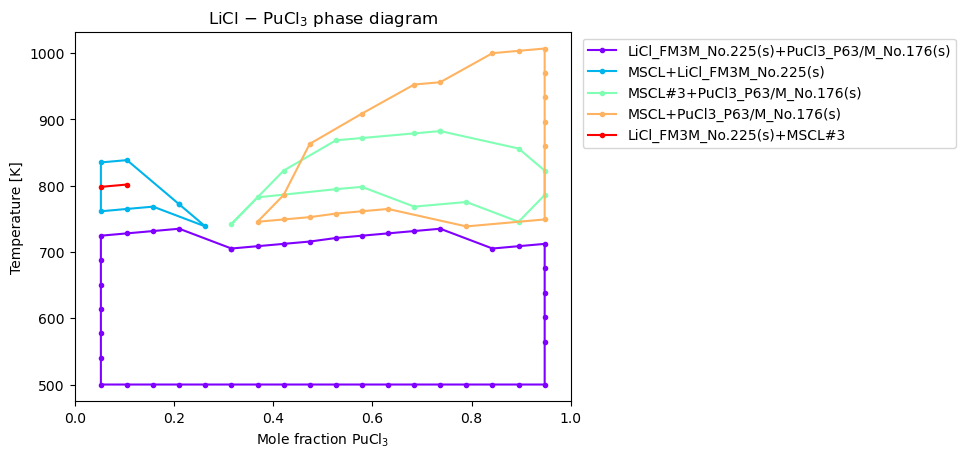 LiCl − PuCl₃ phase diagram
Temperature [K]
1000
900
800
700
600
500
0.0 0.2 0.4 0.6 0.8 1.0
Mole fraction PuCl₃
LiCl_FM3M_No.225(s)+PuCl3_P63/M_No.176(s)
MSCL+LiCl_FM3M_No.225(s)
MSCL#3+PuCl3_P63/M_No.176(s)
MSCL+PuCl3_P63/M_No.176(s)
LiCl_FM3M_No.225(s)+MSCL#3